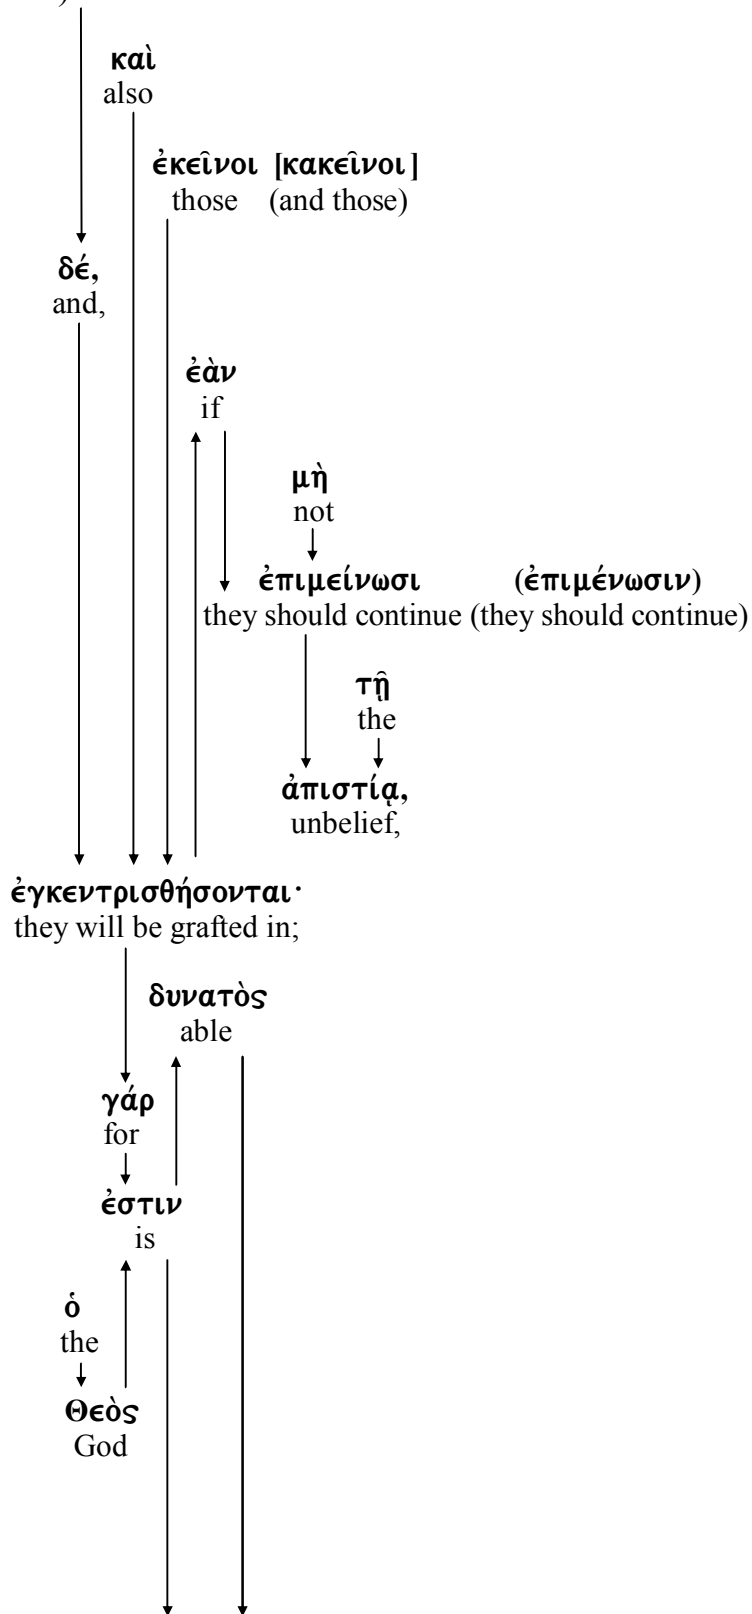 )
καὶ
also
ἐκεῖνοι [κακεῖνοι]
those (and those)
δέ,
and,
ἐὰν
if
μὴ
not
ἐπιμείνωσι (ἐπιμένωσιν)
they should continue (they should continue)
τῇ
the
ἀπιστίᾳ,
unbelief,
ἐγκεντρισθήσονται·
they will be grafted in;
δυνατὸς
able
γάρ
for
ἐστιν
is
ὁ
the
Θεὸς
God